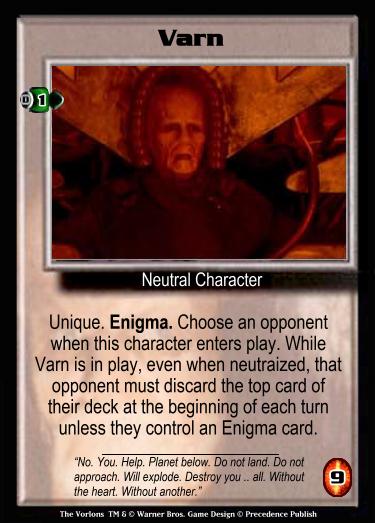 Varn
D 1
Neutral Character
Unique. Enigma. Choose an opponent
when this character enters play. While
Varn is in play, even when neutraized, that
opponent must discard the top card of
their deck at the beginning of each turn
unless they control an Enigma card.
“No. You. Help. Planet below. Do not land. Do not
approach. Will explode. Destroy you .. all. Without
the heart. Without another.”
9
The Vorlons TM & © Warner Bros. Game Design © Precedence Publish